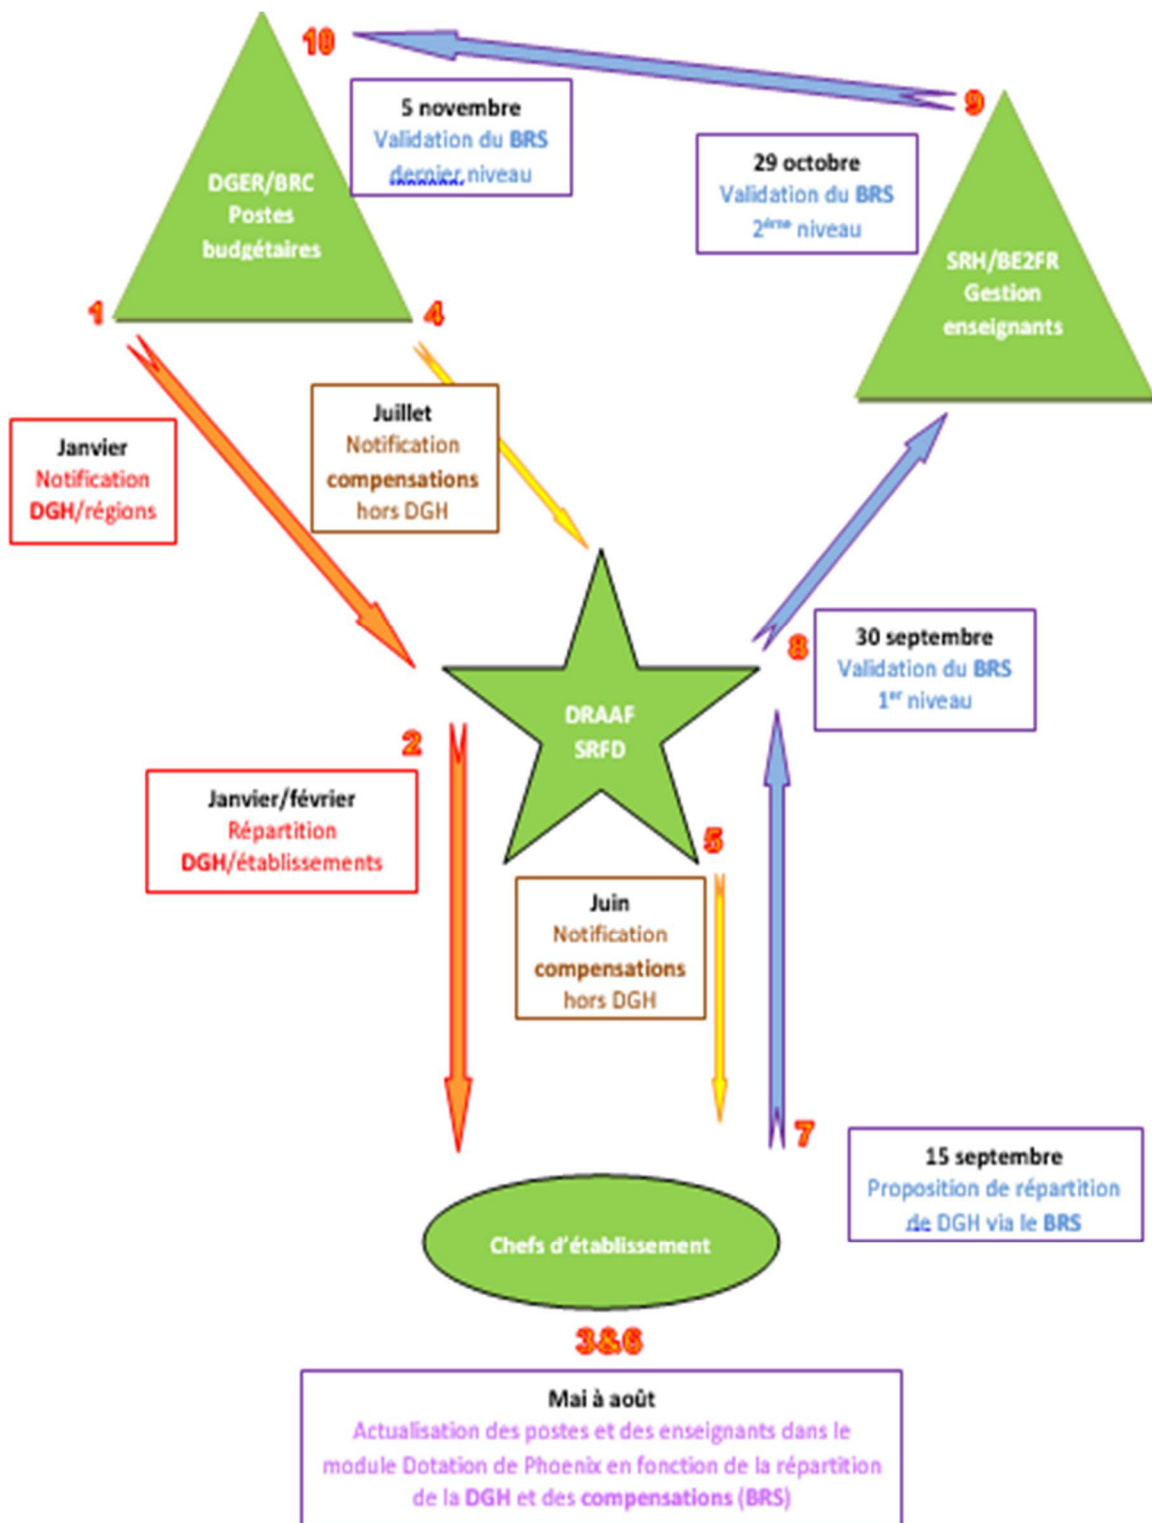 10
9
5 novembre
Validation du BRS
dernier niveau
29 octobre
Validation du BRS
2ème niveau
DGER/BRC
Postes
budgétaires
SRH/BE2FR
Gestion
enseignants
1
4
Janvier
Notification
DGH/régions
Juillet
Notification
compensations
hors DGH
8
30 septembre
Validation du BRS
1er niveau
DRAAF
SRFD
2
Janvier/février
Répartition
DGH/établissements
5
Juin
Notification
compensations
hors DGH
7
15 septembre
Proposition de répartition
de DGH via le BRS
Chefs d'établissement
3&6
Mai à août
Actualisation des postes et des enseignants dans le
module Dotation de Phoenix en fonction de la répartition
de la DGH et des compensations (BRS)